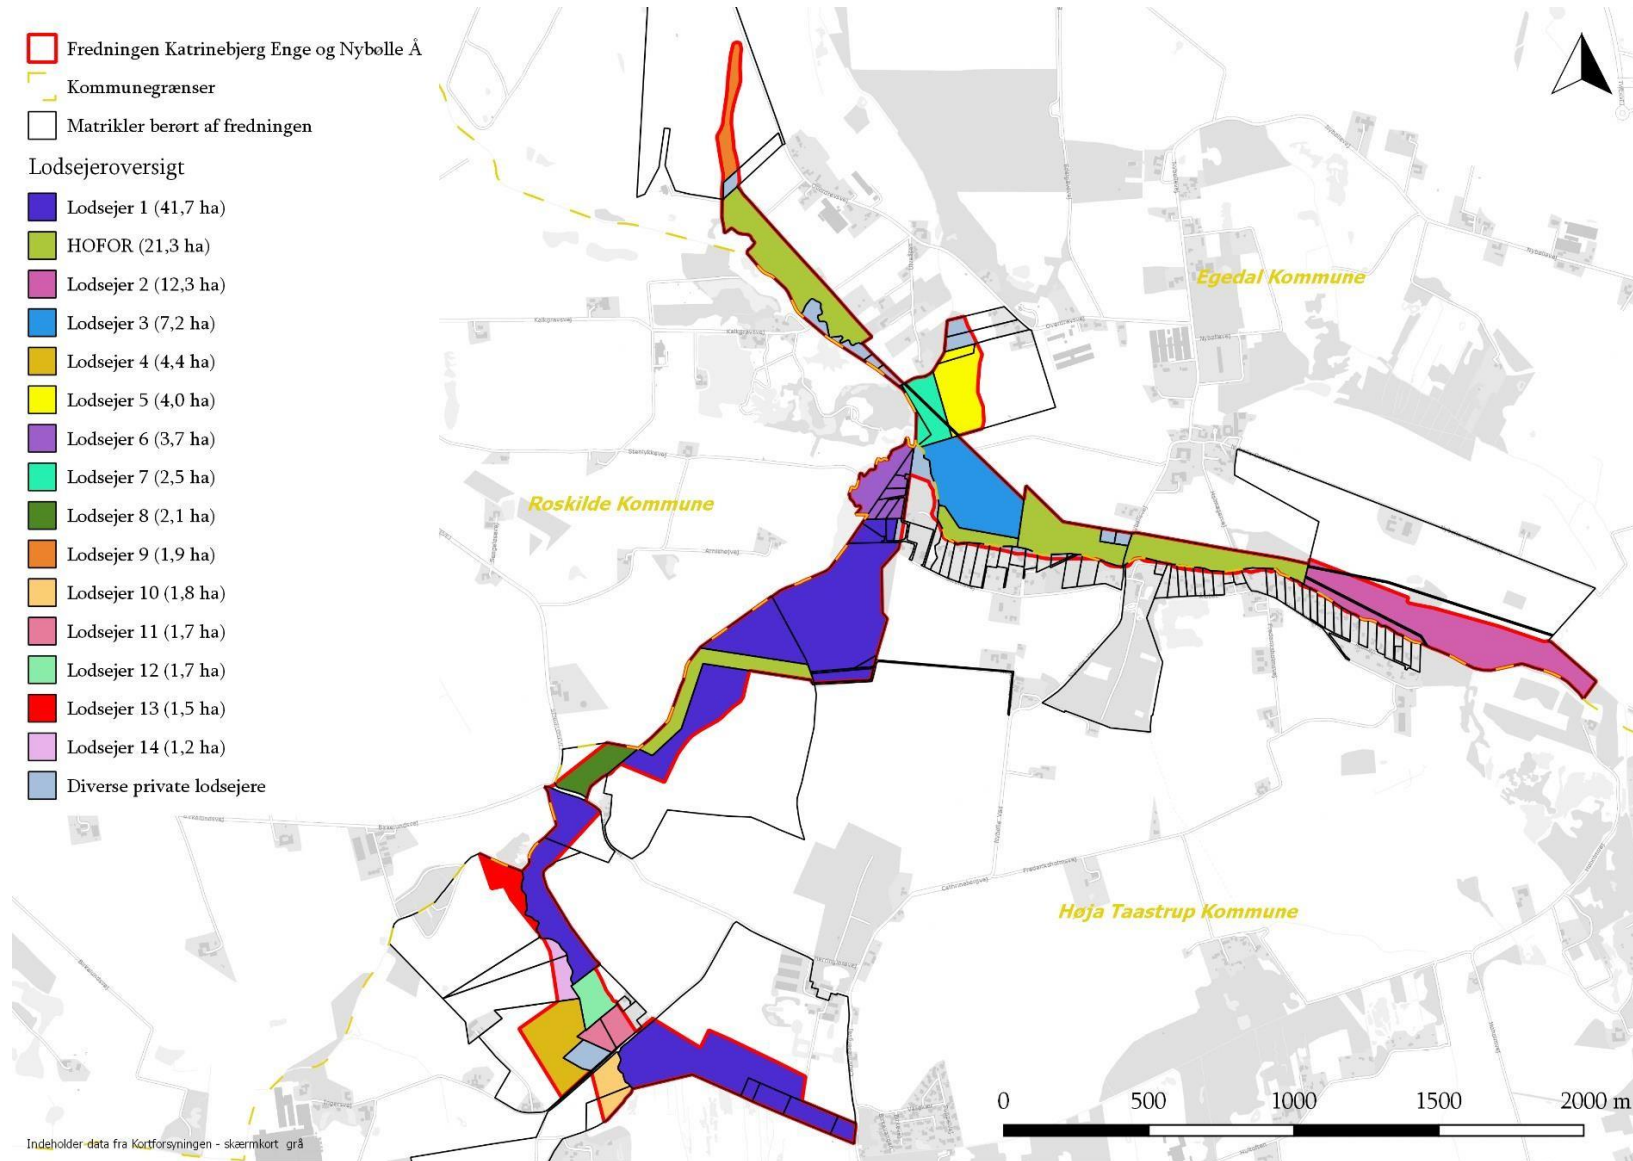 Fredningen Katrinebjerg Enge og Nybølle Å
Kommunegrænser
Matrikler berørt af fredningen
Lodsejeroversigt
Lodsejer 1 (41,7 ha)
HOFOR (21,3 ha)
Lodsejer 2 (12,3 ha)
Lodsejer 3 (7,2 ha)
Lodsejer 4 (4,4 ha)
Lodsejer 5 (4,0 ha)
Lodsejer 6 (3,7 ha)
Lodsejer 7 (2,5 ha)
Lodsejer 8 (2,1 ha)
Lodsejer 9 (1,9 ha)
Lodsejer 10 (1,8 ha)
Lodsejer 11 (1,7 ha)
Lodsejer 12 (1,7 ha)
Lodsejer 13 (1,5 ha)
Lodsejer 14 (1,2 ha)
Diverse private lodsejere
Egedal Kommune
Roskilde Kommune
Høja Taastrup Kommune
0 500 1000 1500 2000 m
Indeholder data fra Kortforsyningen - skærmkort grå